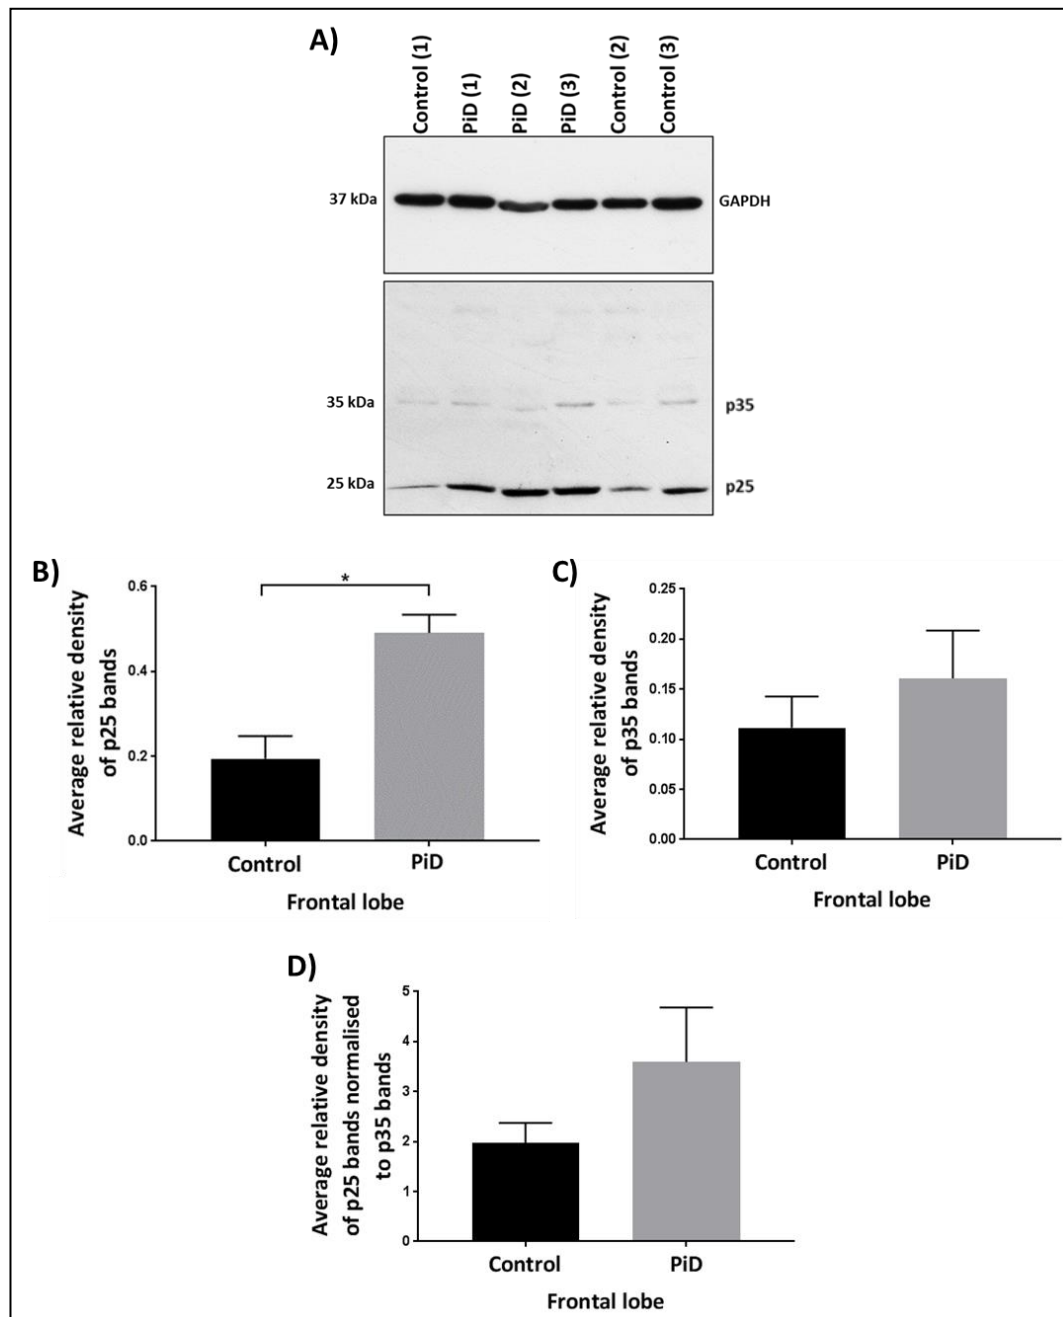 A)
Control (1)
PiD (1)
PiD (2)
PiD (3)
Control (2)
Control (3)
37 kDa
GAPDH
35 kDa
p35
25 kDa
p25
B)
Average relative density
of p25 bands
0.6
0.4
0.2
0.0
*
Control
PiD
Frontal lobe
C)
Average relative density
of p35 bands
0.25
0.20
0.15
0.10
0.05
0.00
Control
PiD
Frontal lobe
D)
Average relative density
of p25 bands normalised
to p35 bands
5
4
3
2
1
0
Control
PiD
Frontal lobe